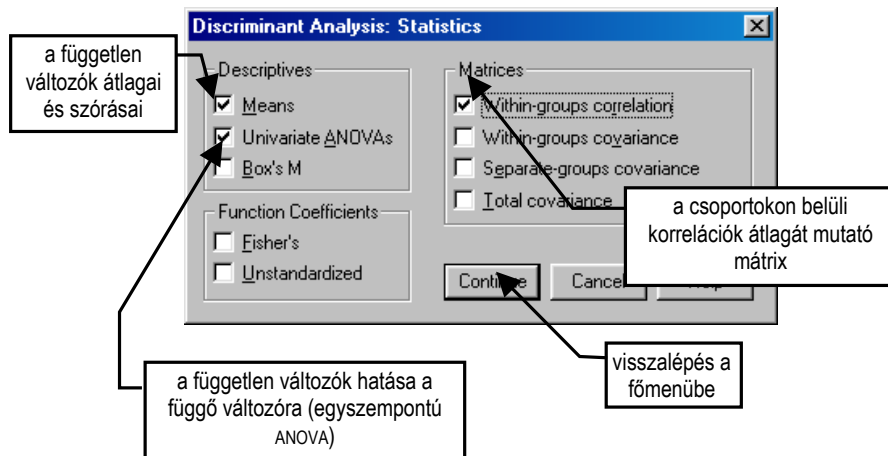 Discriminant Analysis: Statistics
a független
változók átlagai
és szórásai
Descriptives
Means
Univariate ANOVAs
Box's M
Function Coefficients
Fisher's
Unstandardized
Matrices
Within-groups correlation
Within-groups covariance
Separate-groups covariance
Total covariance
a csoportokon belüli
korrelációk átlagát mutató
mátrix
Continue
Cancel
Help
visszalépés a
főmenübe
a független változók hatása a
függő változóra (egyszempontú
ANOVA)